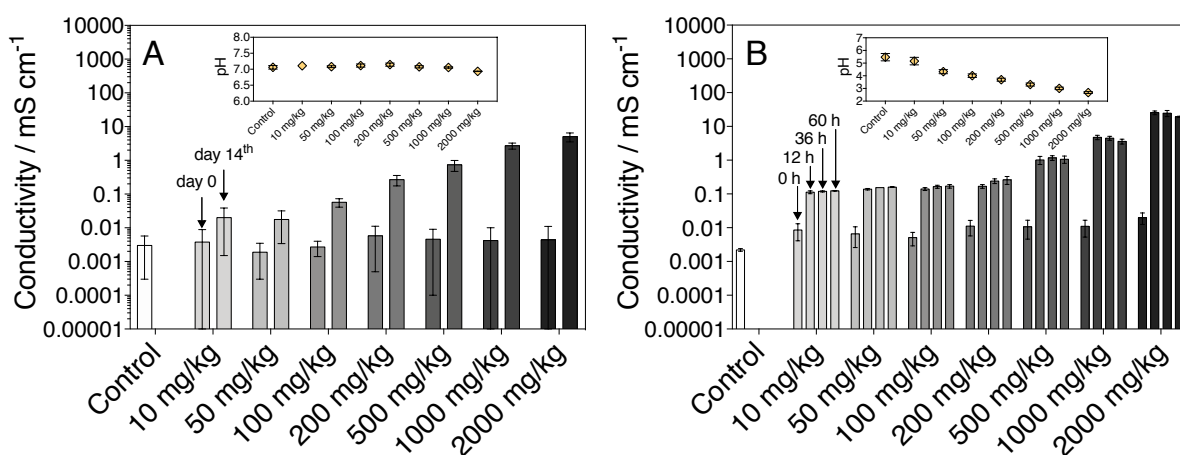 A
Conductivity / mS cm⁻¹
10000
1000
100
10
1
0.1
0.01
0.001
0.0001
0.00001
pH
8.0
7.5
7.0
6.5
6.0
Control
10 mg/kg
50 mg/kg
100 mg/kg
200 mg/kg
500 mg/kg
1000 mg/kg
2000 mg/kg
day 14th
day 0
Control
10 mg/kg
50 mg/kg
100 mg/kg
200 mg/kg
500 mg/kg
1000 mg/kg
2000 mg/kg
B
Conductivity / mS cm⁻¹
10000
1000
100
10
1
0.1
0.01
0.001
0.0001
0.00001
pH
7
6
5
4
3
2
Control
10 mg/kg
50 mg/kg
100 mg/kg
200 mg/kg
500 mg/kg
1000 mg/kg
2000 mg/kg
60 h
36 h
12 h
0 h
Control
10 mg/kg
50 mg/kg
100 mg/kg
200 mg/kg
500 mg/kg
1000 mg/kg
2000 mg/kg